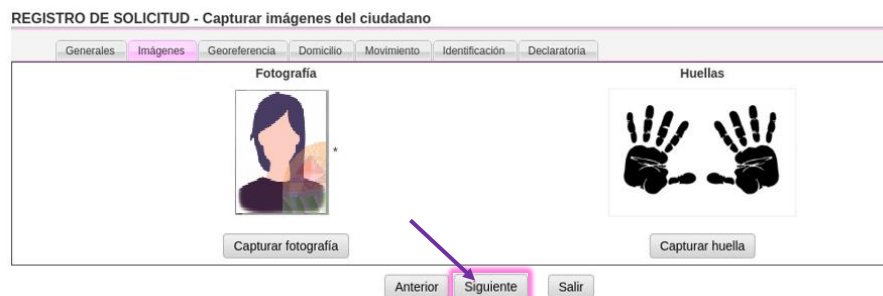 REGISTRO DE SOLICITUD - Capturar imágenes del ciudadano
Generales Imágenes Georeferencia Domicilio Movimiento Identificación Declaratoria
Fotografía Huellas
*
Capturar fotografía Capturar huella
Anterior Siguiente Salir